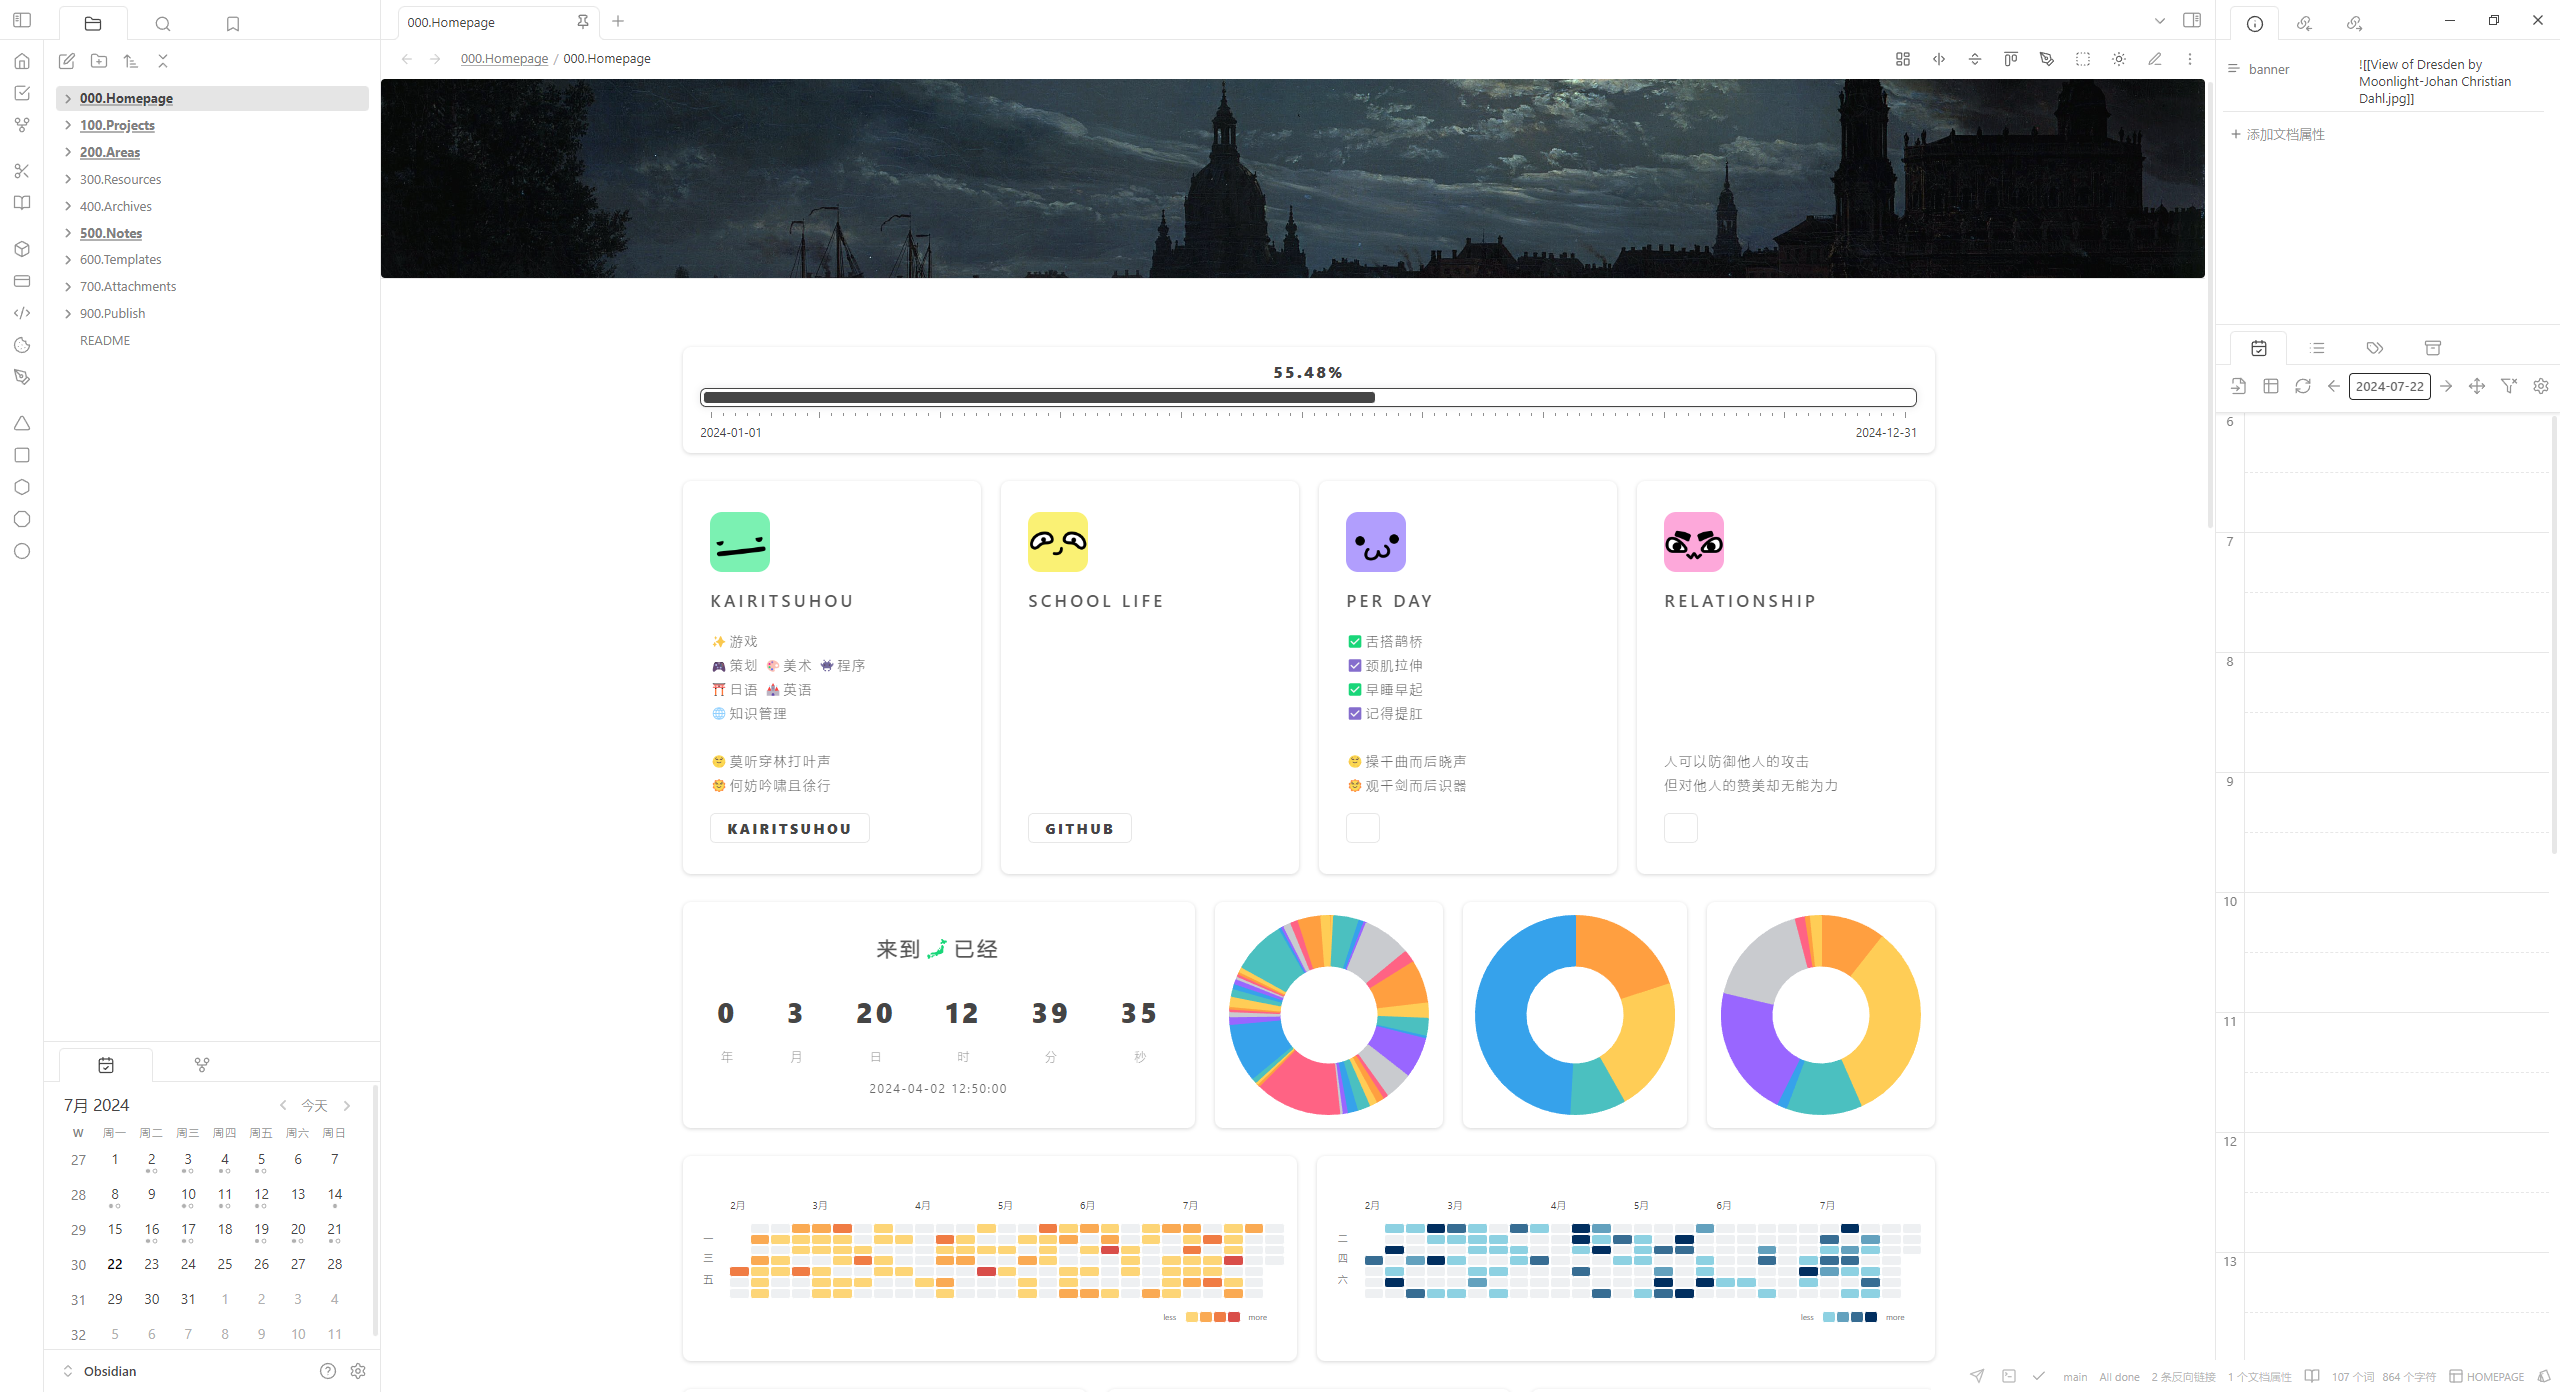 000.Homepage
000.Homepage / 000.Homepage
000.Homepage
100.Projects
200.Areas
300.Resources
400.Archives
500.Notes
600.Templates
700.Attachments
900.Publish
README
7月 2024
今天
W 周一 周二 周三 周四 周五 周六 周日
27 1 2 3 4 5 6 7
28 8 9 10 11 12 13 14
29 15 16 17 18 19 20 21
30 22 23 24 25 26 27 28
31 29 30 31 1 2 3 4
32 5 6 7 8 9 10 11
Obsidian
55.48%
2024-01-01 2024-12-31
KAIRITSUHOU
✨ 游戏
🎮 策划 🎨 美术 👾 程序
⛩️ 日语 🏰 英语
🌐 知识管理
莫听穿林打叶声
何妨吟啸且徐行
KAIRITSUHOU
SCHOOL LIFE
GITHUB
PER DAY
✅ 舌搭鹊桥
☑ 颈肌拉伸
✅ 早睡早起
☑ 记得提肛
操千曲而后晓声
观千剑而后识器
RELATIONSHIP
人可以防御他人的攻击
但对他人的赞美却无能为力
来到 🗾 已经
0 3 20 12 39 35
年 月 日 时 分 秒
2024-04-02 12:50:00
2月 3月 4月 5月 6月 7月
一
三
五
less more
2月 3月 4月 5月 6月 7月
二
四
六
less more
banner
![[View of Dresden by
Moonlight-Johan Christian
Dahl.jpg]]
添加文档属性
2024-07-22
6
7
8
9
10
11
12
13
main All done 2 条反向链接 1 个文档属性 107 个词 864 个字符 HOMEPAGE